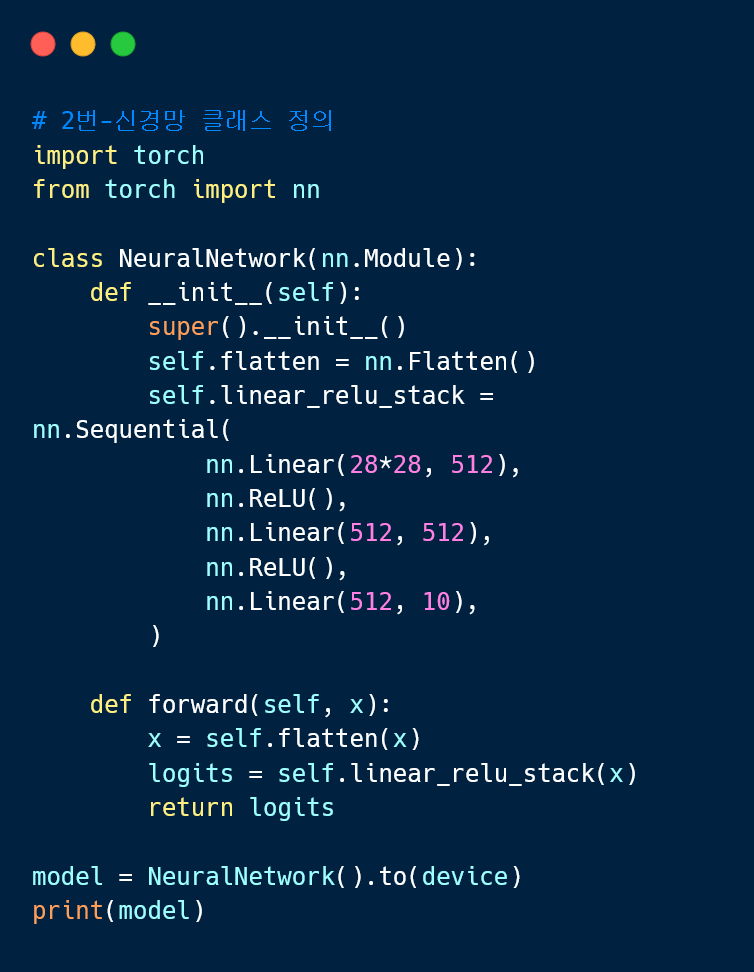 # 2번-신경망 클래스 정의
import torch
from torch import nn

class NeuralNetwork(nn.Module):
    def __init__(self):
        super().__init__()
        self.flatten = nn.Flatten()
        self.linear_relu_stack =
nn.Sequential(
            nn.Linear(28*28, 512),
            nn.ReLU(),
            nn.Linear(512, 512),
            nn.ReLU(),
            nn.Linear(512, 10),
        )

    def forward(self, x):
        x = self.flatten(x)
        logits = self.linear_relu_stack(x)
        return logits

model = NeuralNetwork().to(device)
print(model)